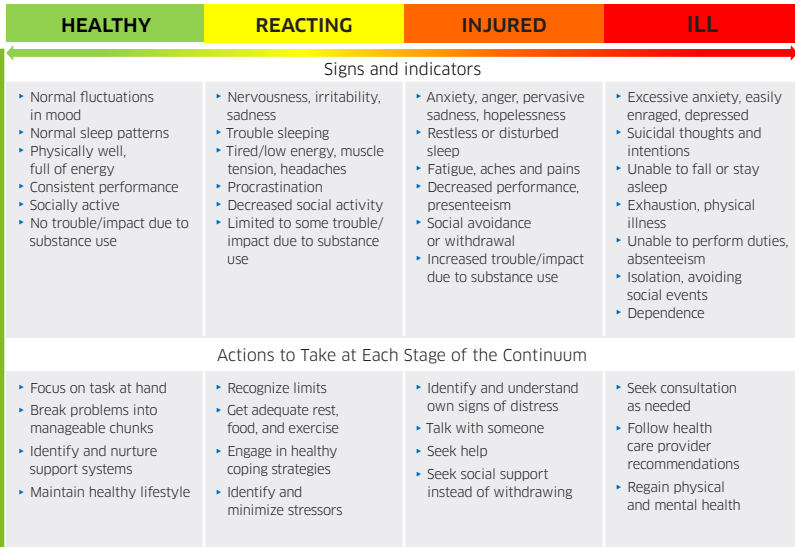 HEALTHY
REACTING
INJURED
ILL
Signs and indicators
‣ Normal fluctuations
in mood
‣ Normal sleep patterns
‣ Physically well,
full of energy
‣ Consistent performance
‣ Socially active
‣ No trouble/impact due to
substance use
‣ Nervousness, irritability,
sadness
‣ Trouble sleeping
‣ Tired/low energy, muscle
tension, headaches
‣ Procrastination
‣ Decreased social activity
‣ Limited to some trouble/
impact due to substance
use
‣ Anxiety, anger, pervasive
sadness, hopelessness
‣ Restless or disturbed
sleep
‣ Fatigue, aches and pains
‣ Decreased performance,
presenteeism
‣ Social avoidance
or withdrawal
‣ Increased trouble/impact
due to substance use
‣ Excessive anxiety, easily
enraged, depressed
‣ Suicidal thoughts and
intentions
‣ Unable to fall or stay
asleep
‣ Exhaustion, physical
illness
‣ Unable to perform duties,
absenteeism
‣ Isolation, avoiding
social events
‣ Dependence
Actions to Take at Each Stage of the Continuum
‣ Focus on task at hand
‣ Break problems into
manageable chunks
‣ Identify and nurture
support systems
‣ Maintain healthy lifestyle
‣ Recognize limits
‣ Get adequate rest,
food, and exercise
‣ Engage in healthy
coping strategies
‣ Identify and
minimize stressors
‣ Identify and understand
own signs of distress
‣ Talk with someone
‣ Seek help
‣ Seek social support
instead of withdrawing
‣ Seek consultation
as needed
‣ Follow health
care provider
recommendations
‣ Regain physical
and mental health